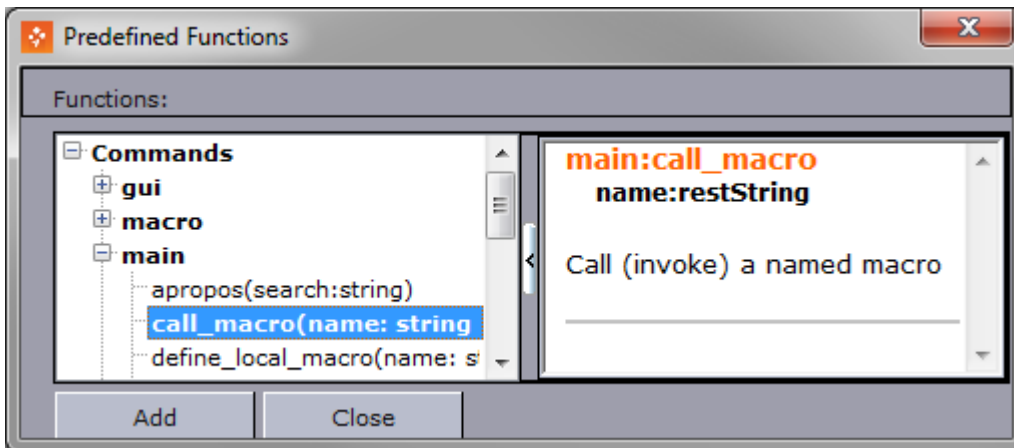 Predefined Functions
Functions:
Commands
gui
macro
main
apropos(search:string)
call_macro(name: string
define_local_macro(name: s
main:call_macro
name:restString
Call (invoke) a named macro
Add
Close